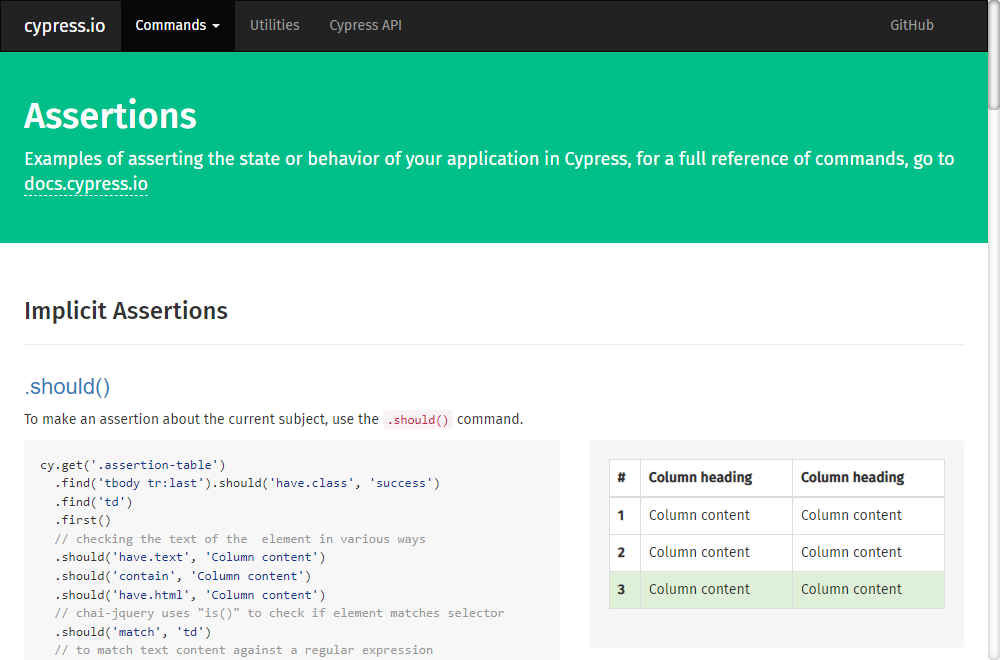 cypress.io Commands Utilities Cypress API GitHub
Assertions
Examples of asserting the state or behavior of your application in Cypress, for a full reference of commands, go to
docs.cypress.io
Implicit Assertions
.should()
To make an assertion about the current subject, use the .should() command.
cy.get('.assertion-table')
.find('tbody tr:last').should('have.class', 'success')
.find('td')
.first()
// checking the text of the  element in various ways
.should('have.text', 'Column content')
.should('contain', 'Column content')
.should('have.html', 'Column content')
// chai-jquery uses "is()" to check if element matches selector
.should('match', 'td')
// to match text content against a regular expression
# Column heading Column heading
1 Column content Column content
2 Column content Column content
3 Column content Column content